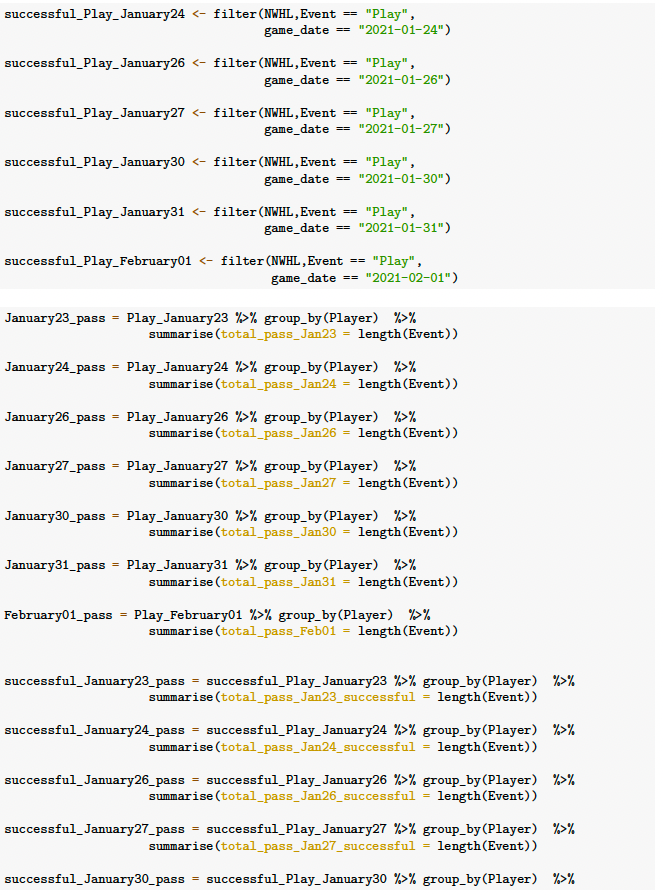 successful_Play_January24 <- filter(NWHL,Event == "Play",
game_date == "2021-01-24")
successful_Play_January26 <- filter(NWHL,Event == "Play",
game_date == "2021-01-26")
successful_Play_January27 <- filter(NWHL,Event == "Play",
game_date == "2021-01-27")
successful_Play_January30 <- filter(NWHL,Event == "Play",
game_date == "2021-01-30")
successful_Play_January31 <- filter(NWHL,Event == "Play",
game_date == "2021-01-31")
successful_Play_February01 <- filter(NWHL,Event == "Play",
game_date == "2021-02-01")
January23_pass = Play_January23 %>% group_by(Player) %>%
summarise(total_pass_Jan23 = length(Event))
January24_pass = Play_January24 %>% group_by(Player) %>%
summarise(total_pass_Jan24 = length(Event))
January26_pass = Play_January26 %>% group_by(Player) %>%
summarise(total_pass_Jan26 = length(Event))
January27_pass = Play_January27 %>% group_by(Player) %>%
summarise(total_pass_Jan27 = length(Event))
January30_pass = Play_January30 %>% group_by(Player) %>%
summarise(total_pass_Jan30 = length(Event))
January31_pass = Play_January31 %>% group_by(Player) %>%
summarise(total_pass_Jan31 = length(Event))
February01_pass = Play_February01 %>% group_by(Player) %>%
summarise(total_pass_Feb01 = length(Event))
successful_January23_pass = successful_Play_January23 %>% group_by(Player) %>%
summarise(total_pass_Jan23_successful = length(Event))
successful_January24_pass = successful_Play_January24 %>% group_by(Player) %>%
summarise(total_pass_Jan24_successful = length(Event))
successful_January26_pass = successful_Play_January26 %>% group_by(Player) %>%
summarise(total_pass_Jan26_successful = length(Event))
successful_January27_pass = successful_Play_January27 %>% group_by(Player) %>%
summarise(total_pass_Jan27_successful = length(Event))
successful_January30_pass = successful_Play_January30 %>% group_by(Player) %>%